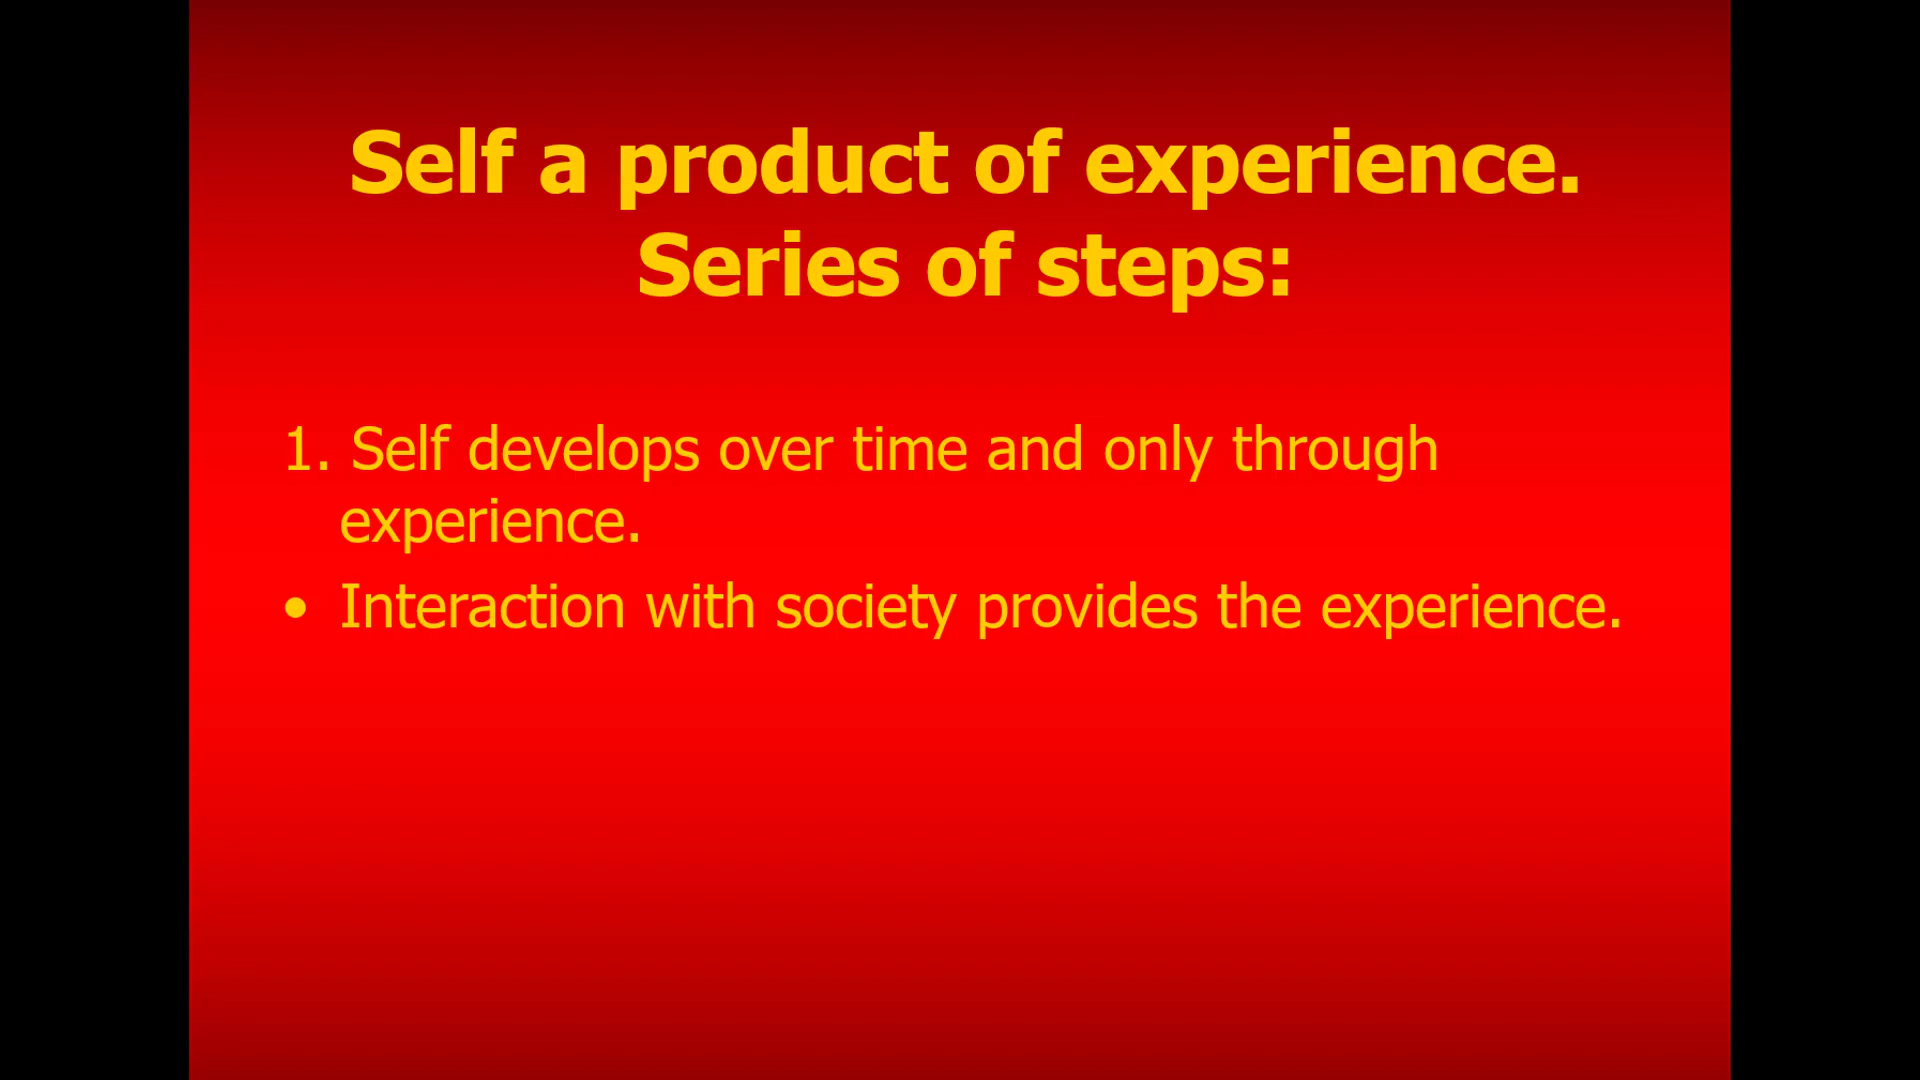 Self a product of experience.
Series of steps:
1. Self develops over time and only through
experience.
• Interaction with society provides the experience.